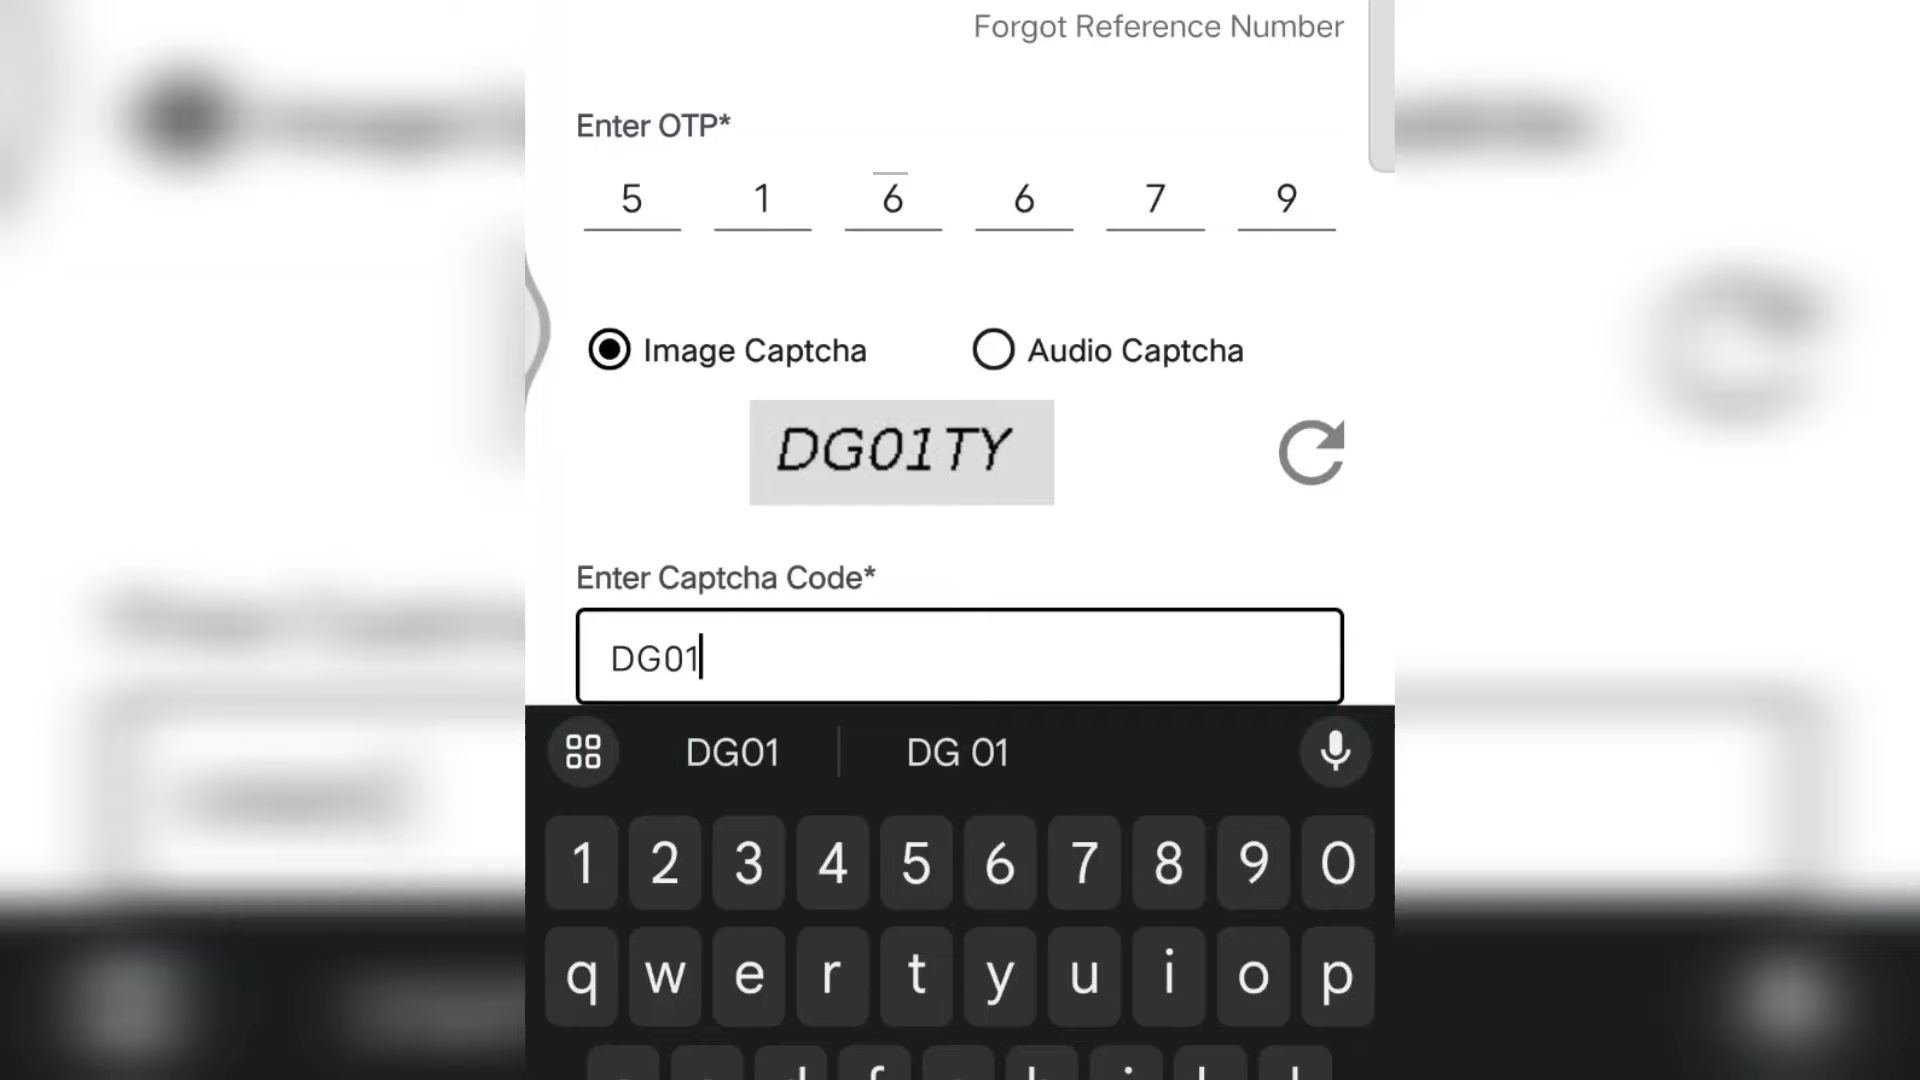 Forgot Reference Number
Enter OTP*
5 1 6 6 7 9
Image Captcha Audio Captcha
DG01TY
Enter Captcha Code*
DG01
DG01 DG 01
1 2 3 4 5 6 7 8 9 0
q w e r t y u i o p